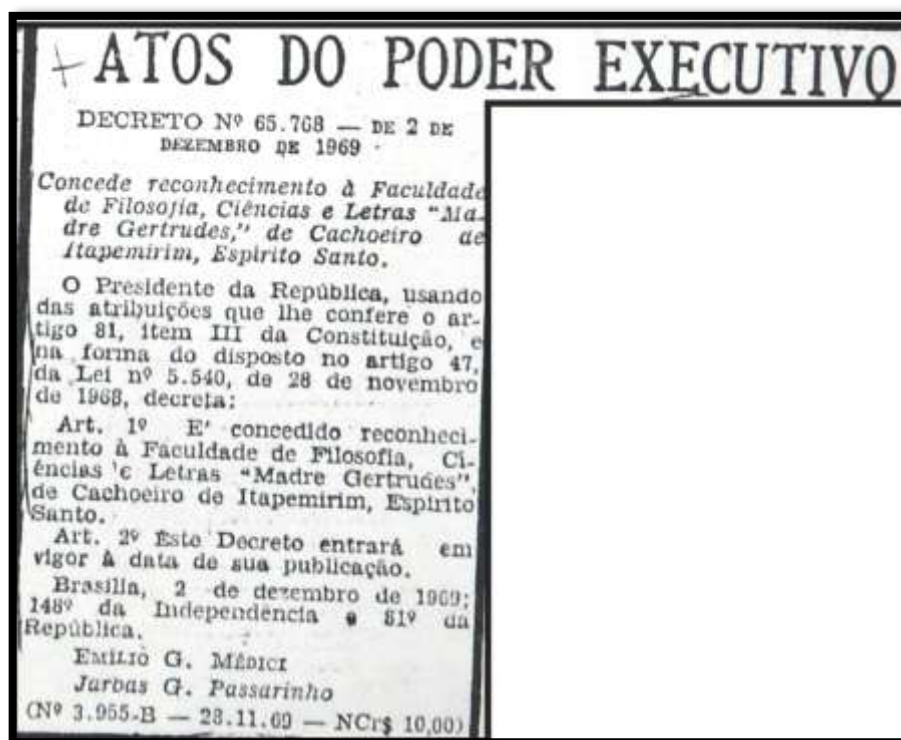 ATOS DO PODER EXECUTIVO
DECRETO Nº 65.768 — DE 2 DE
DEZEMBRO DE 1969
Concede reconhecimento à Faculdade
de Filosofia, Ciências e Letras “Ma-
dre Gertrudes,” de Cachoeiro de
Itapemirim, Espírito Santo.
O Presidente da República, usando
das atribuições que lhe confere o ar-
tigo 81, item III da Constituição, e
na forma do disposto no artigo 47,
da Lei nº 5.540, de 28 de novembro
de 1968, decreta:
Art. 1º E' concedido reconheci-
mento à Faculdade de Filosofia, Ci-
ências e Letras “Madre Gertrudes”,
de Cachoeiro de Itapemirim, Espírito
Santo.
Art. 2º Êste Decreto entrará em
vigor à data de sua publicação.
Brasília, 2 de dezembro de 1969;
148º da Independência e 81º da
República.
EMÍLIO G. MÉDICI
Jarbas G. Passarinho
(Nº 3.955-B — 28.11.69 — NCr$ 10,00)